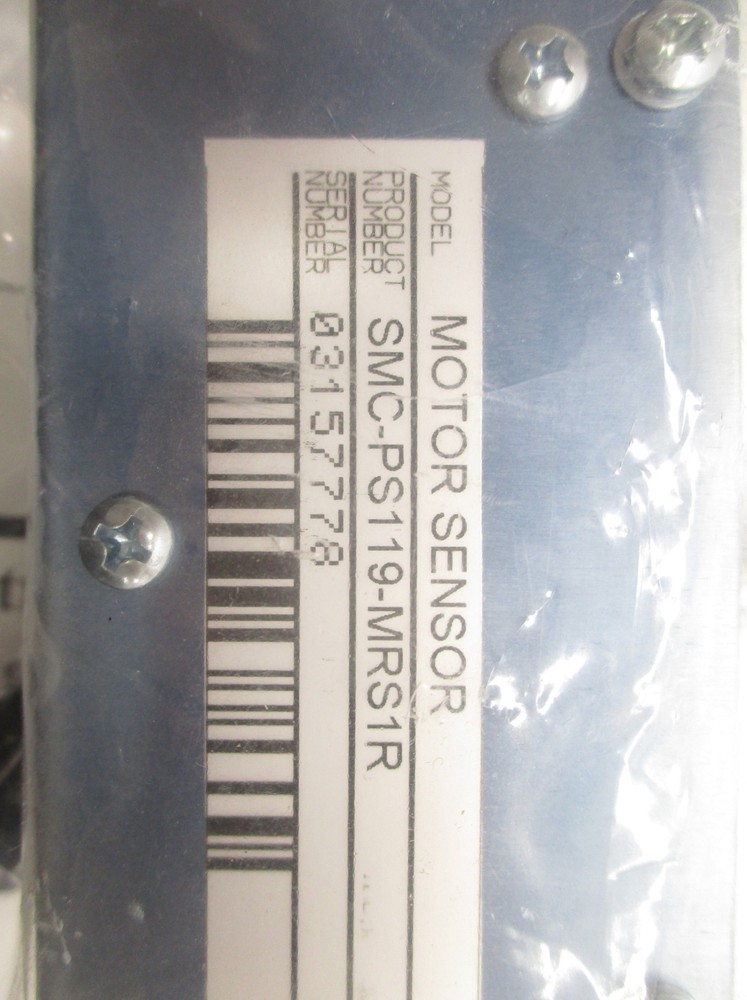 MODEL MOTOR SENSOR
PRODUCT NUMBER SMC-PS119-MRS1R
SERIAL NUMBER 03157778